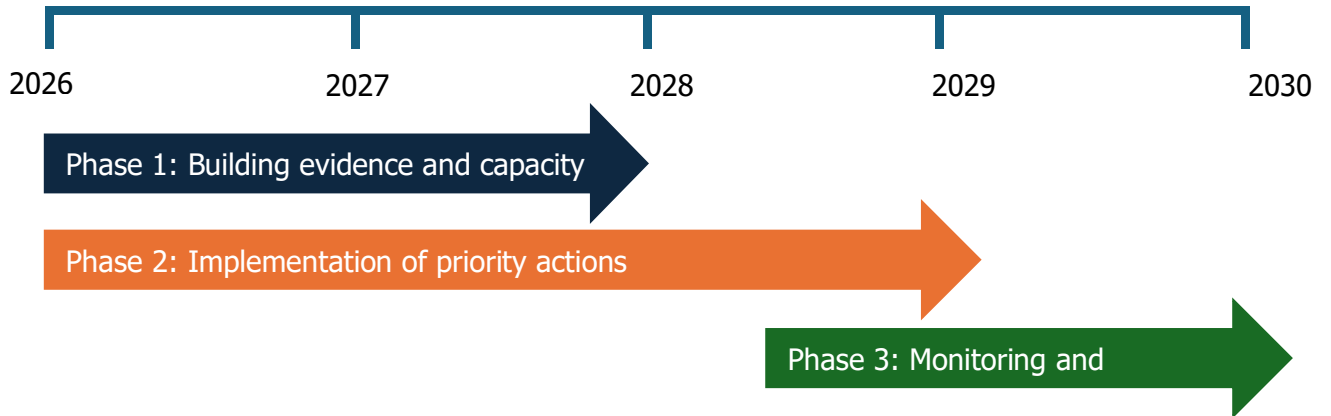 2026 2027 2028 2029 2030
Phase 1: Building evidence and capacity
Phase 2: Implementation of priority actions
Phase 3: Monitoring and